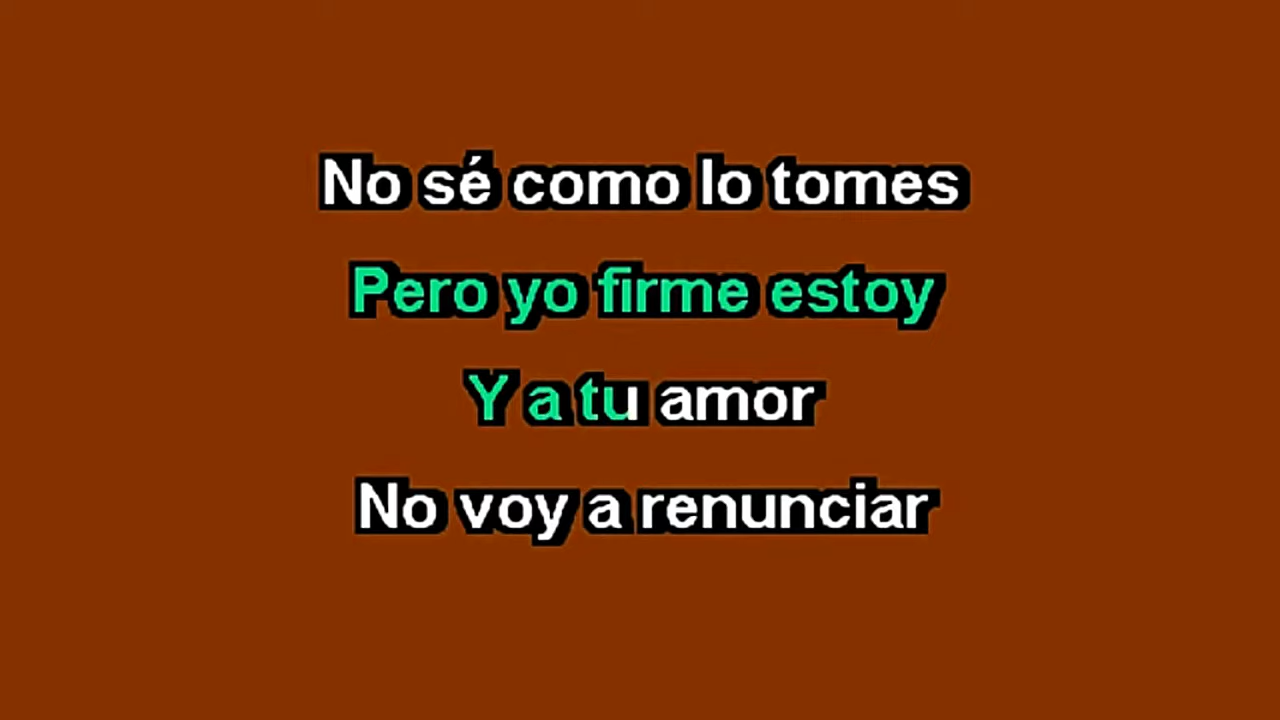 No sé como lo tomes
Pero yo firme estoy
Y a tu amor
No voy a renunciar